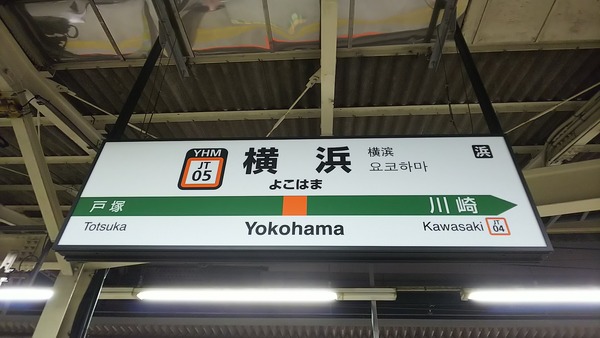 YHM
JT
05
横浜
よこはま
横滨
요코하마
浜
戸塚
川崎
Totsuka
Yokohama
Kawasaki
JT
04